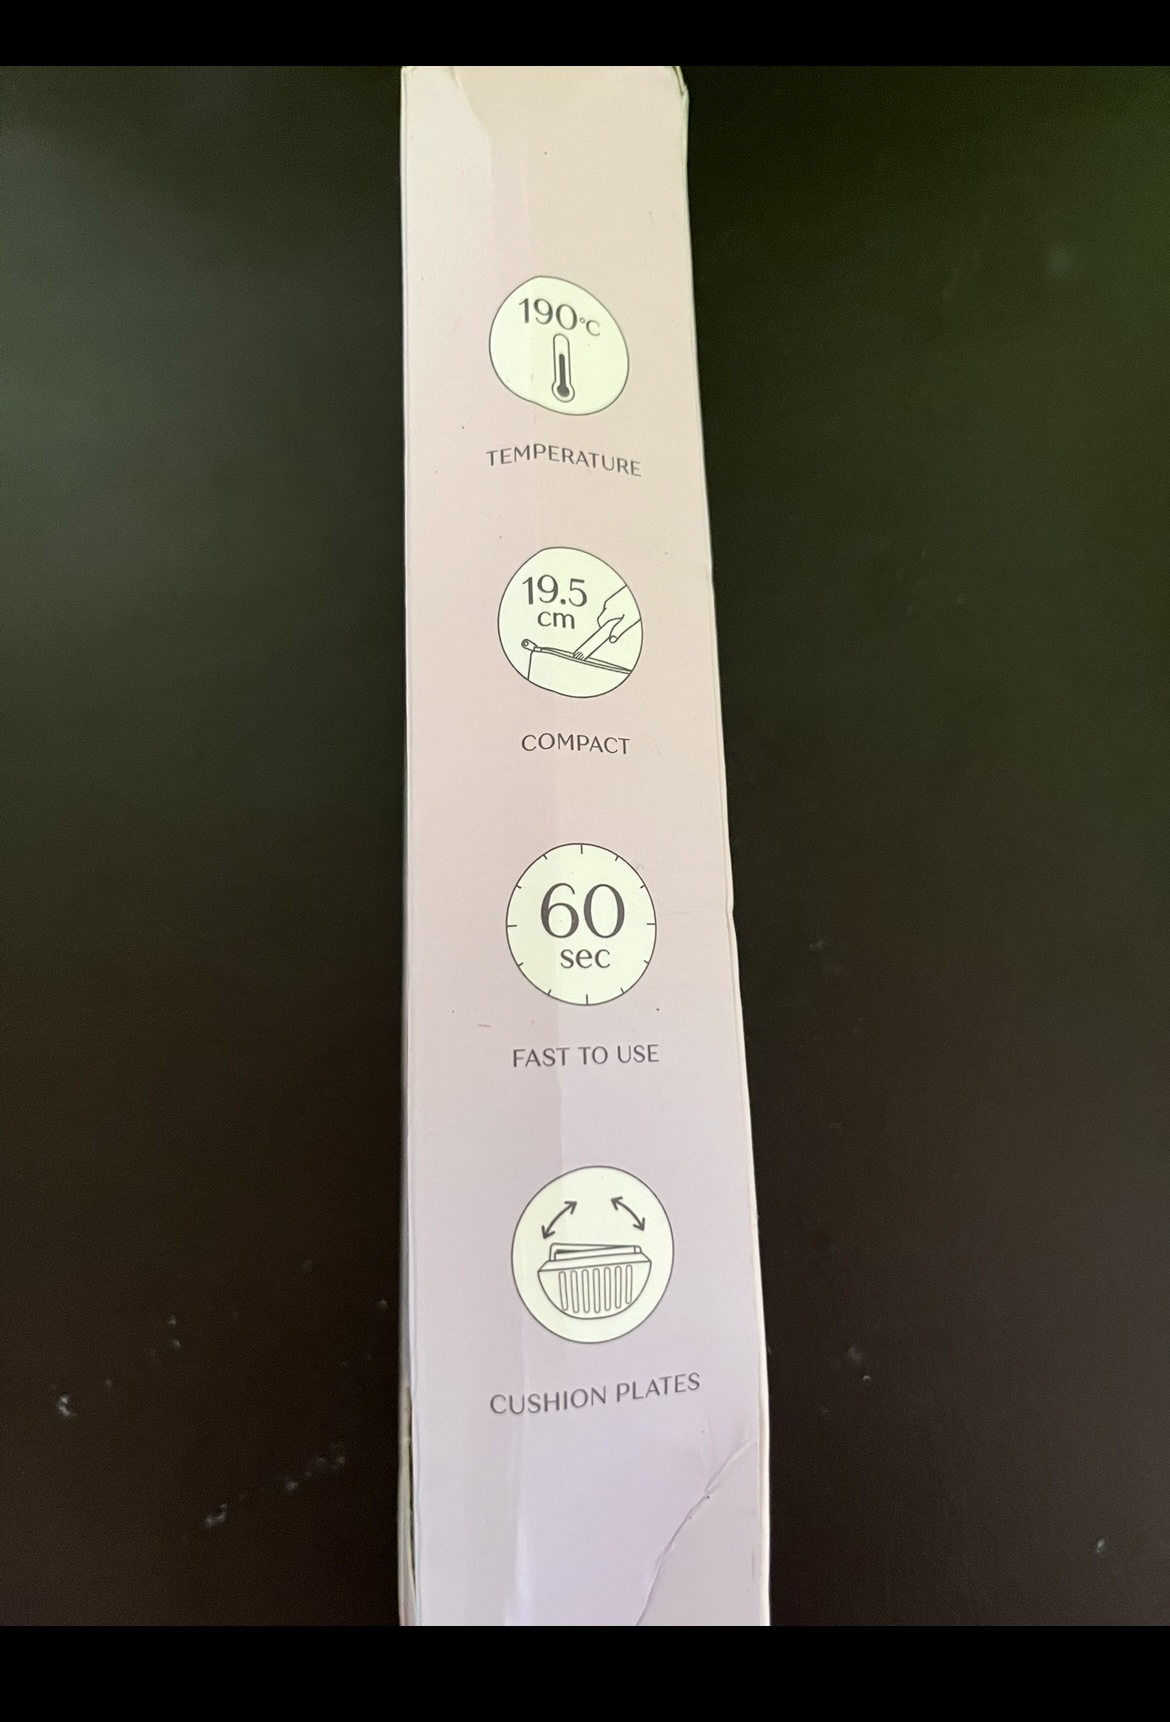 190°C
TEMPERATURE
19.5
cm
COMPACT
60
sec
FAST TO USE
CUSHION PLATES